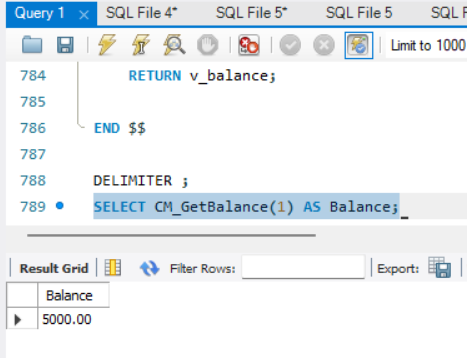 Query 1 SQL File 4* SQL File 5* SQL File 5
Limit to 1000
784 RETURN v_balance;
785
786 END $$
787
788 DELIMITER ;
789 SELECT CM_GetBalance(1) AS Balance;
Result Grid Filter Rows: Export:
Balance
5000.00